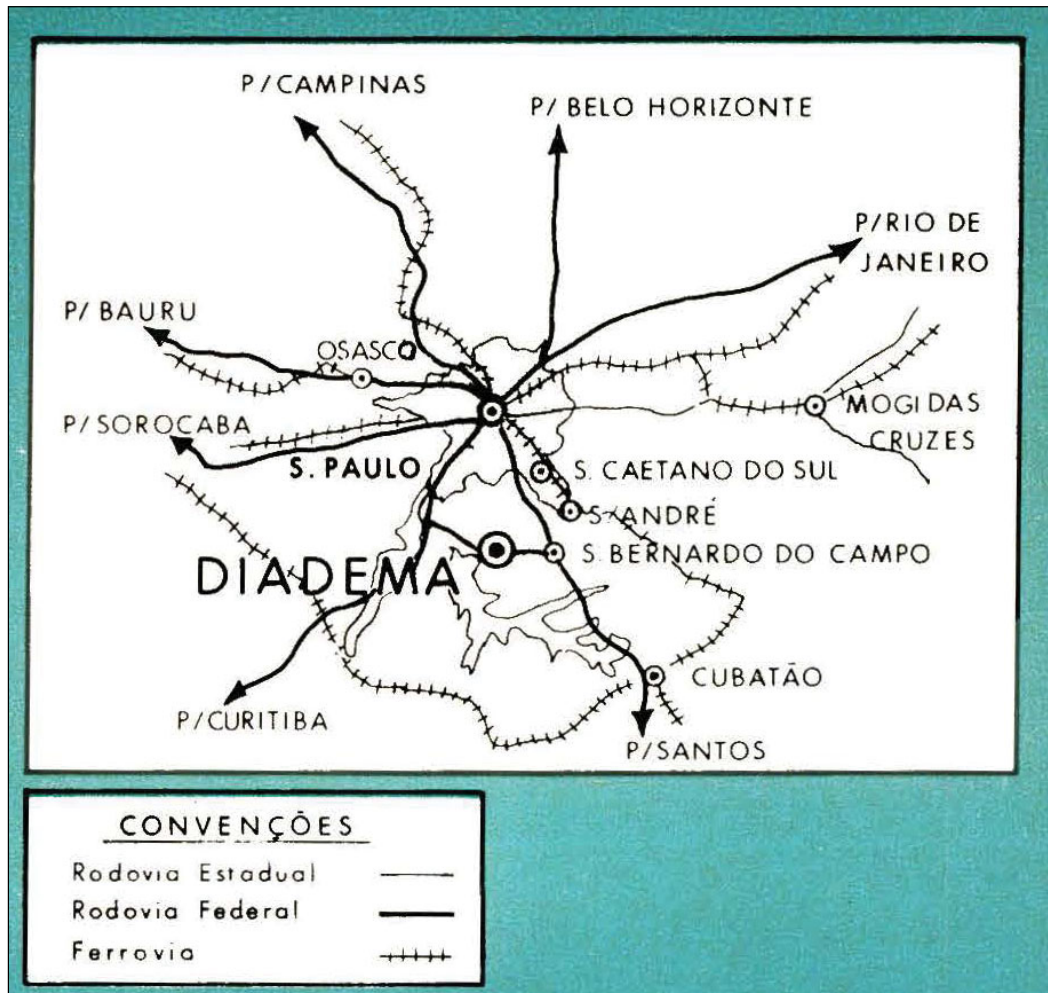 P/CAMPINAS
P/ BELO HORIZONTE
P/RIO DE
JANEIRO
P/ BAURU
OSASCO
P/SOROCABA
MOGI DAS
CRUZES
S. PAULO
S. CAETANO DO SUL
S. ANDRÉ
S. BERNARDO DO CAMPO
DIADEMA
CUBATÃO
P/CURITIBA
P/SANTOS
CONVENÇÕES
Rodovia Estadual
Rodovia Federal
Ferrovia